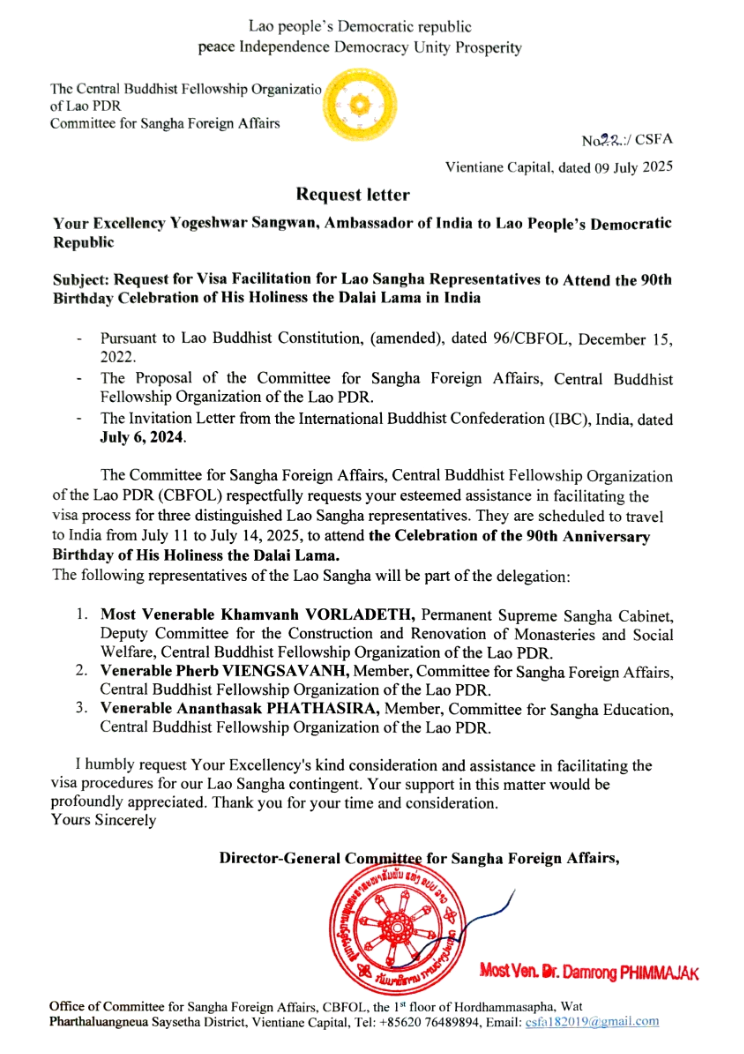 Lao people's Democratic republic
peace Independence Democracy Unity Prosperity
The Central Buddhist Fellowship Organizatio
of Lao PDR
Committee for Sangha Foreign Affairs
No22.:/ CSFA
Vientiane Capital, dated 09 July 2025
Request letter
Your Excellency Yogeshwar Sangwan, Ambassador of India to Lao People's Democratic
Republic
Subject: Request for Visa Facilitation for Lao Sangha Representatives to Attend the 90th
Birthday Celebration of His Holiness the Dalai Lama in India
- Pursuant to Lao Buddhist Constitution, (amended), dated 96/CBFOL, December 15,
2022.
- The Proposal of the Committee for Sangha Foreign Affairs, Central Buddhist
Fellowship Organization of the Lao PDR.
- The Invitation Letter from the International Buddhist Confederation (IBC), India, dated
July 6, 2024.
The Committee for Sangha Foreign Affairs, Central Buddhist Fellowship Organization
of the Lao PDR (CBFOL) respectfully requests your esteemed assistance in facilitating the
visa process for three distinguished Lao Sangha representatives. They are scheduled to travel
to India from July 11 to July 14, 2025, to attend the Celebration of the 90th Anniversary
Birthday of His Holiness the Dalai Lama.
The following representatives of the Lao Sangha will be part of the delegation:
1. Most Venerable Khamvanh VORLADETH, Permanent Supreme Sangha Cabinet,
Deputy Committee for the Construction and Renovation of Monasteries and Social
Welfare, Central Buddhist Fellowship Organization of the Lao PDR.
2. Venerable Pherb VIENGSAVANH, Member, Committee for Sangha Foreign Affairs,
Central Buddhist Fellowship Organization of the Lao PDR.
3. Venerable Ananthasak PHATHASIRA, Member, Committee for Sangha Education,
Central Buddhist Fellowship Organization of the Lao PDR.
I humbly request Your Excellency's kind consideration and assistance in facilitating the
visa procedures for our Lao Sangha contingent. Your support in this matter would be
profoundly appreciated. Thank you for your time and consideration.
Yours Sincerely
Director-General Committee for Sangha Foreign Affairs,
Most Ven. Dr. Damrong PHIMMAJAK
Office of Committee for Sangha Foreign Affairs, CBFOL, the 1st floor of Hordhammasapha, Wat
Pharthaluangneua Saysetha District, Vientiane Capital, Tel: +85620 76489894, Email: csfa182019@gmail.com